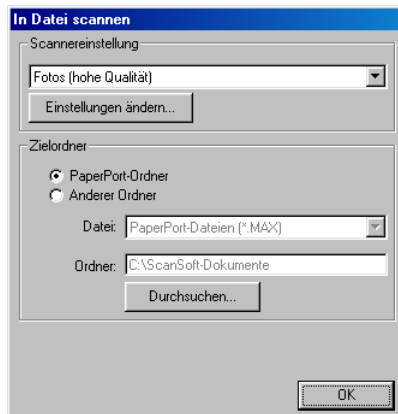 In Datei scannen
Scannereinstellung
Fotos (hohe Qualität)
Einstellungen ändern...
Zielordner
PaperPort-Ordner
Anderer Ordner
Datei: PaperPort-Dateien (*.MAX)
Ordner: C:\ScanSoft-Dokumente
Durchsuchen...
OK